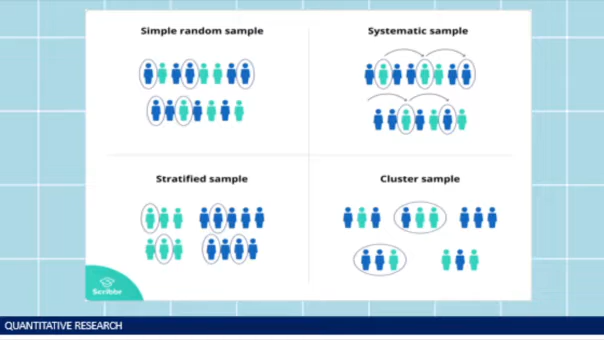 Simple random sample
Systematic sample
Stratified sample
Cluster sample
Scribbr
QUANTITATIVE RESEARCH